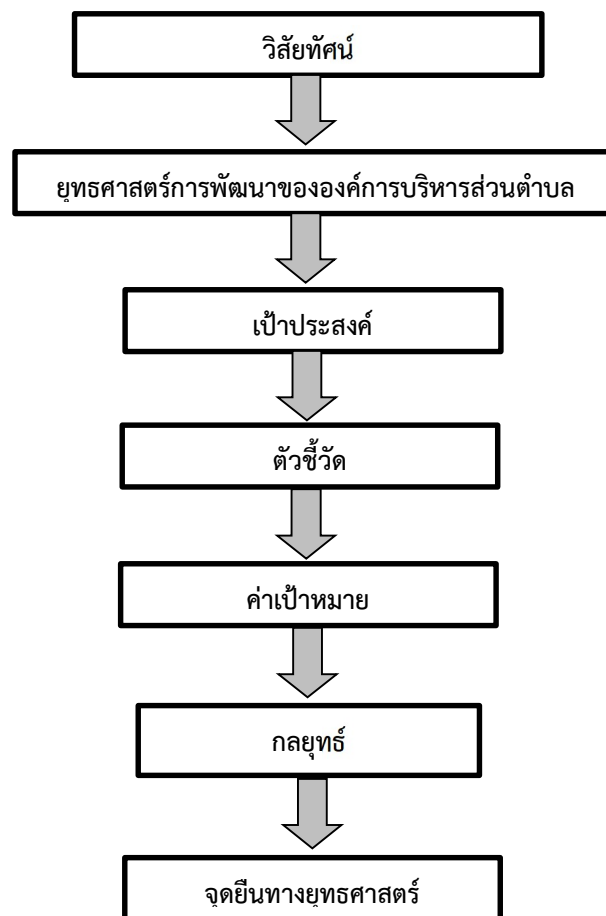 วิสัยทัศน์
ยุทธศาสตร์การพัฒนาขององค์การบริหารส่วนตำบล
เป้าประสงค์
ตัวชี้วัด
ค่าเป้าหมาย
กลยุทธ์
จุดยืนทางยุทธศาสตร์